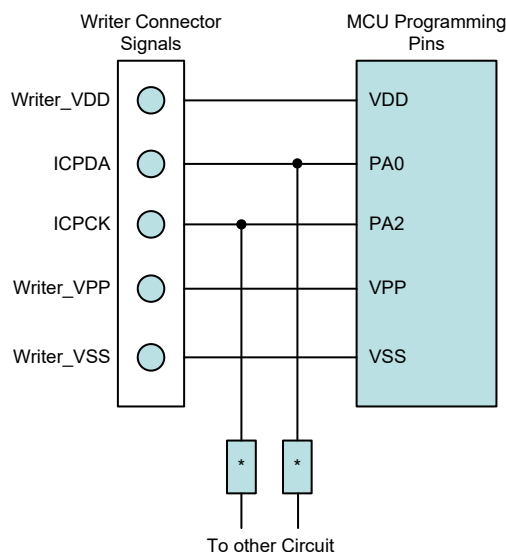 Writer Connector
Signals
MCU Programming
Pins
Writer_VDD
VDD
ICPDA
PA0
ICPCK
PA2
Writer_VPP
VPP
Writer_VSS
VSS
*
*
To other Circuit